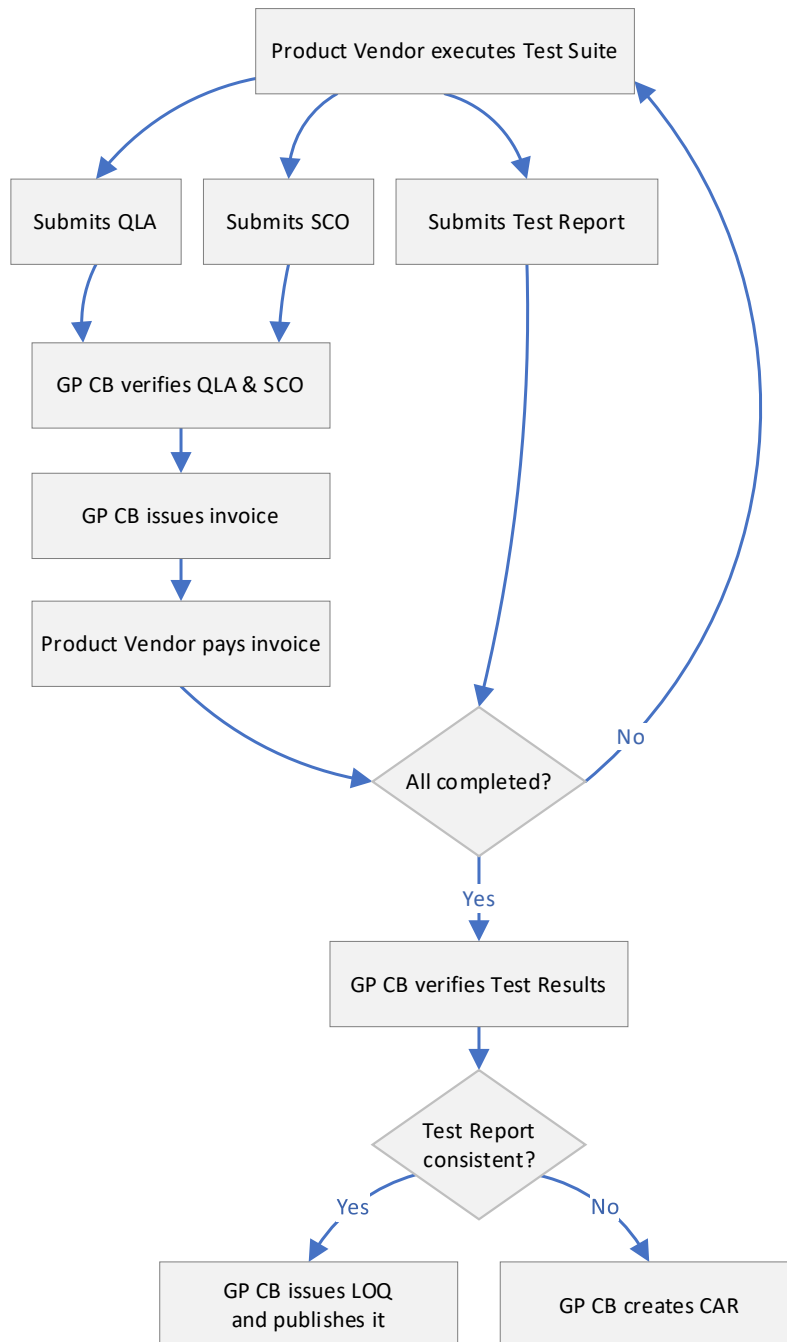 Product Vendor executes Test Suite
Submits QLA
Submits SCO
Submits Test Report
GP CB verifies QLA & SCO
GP CB issues invoice
Product Vendor pays invoice
No
All completed?
Yes
GP CB verifies Test Results
Test Report
consistent?
Yes
No
GP CB issues LOQ
and publishes it
GP CB creates CAR